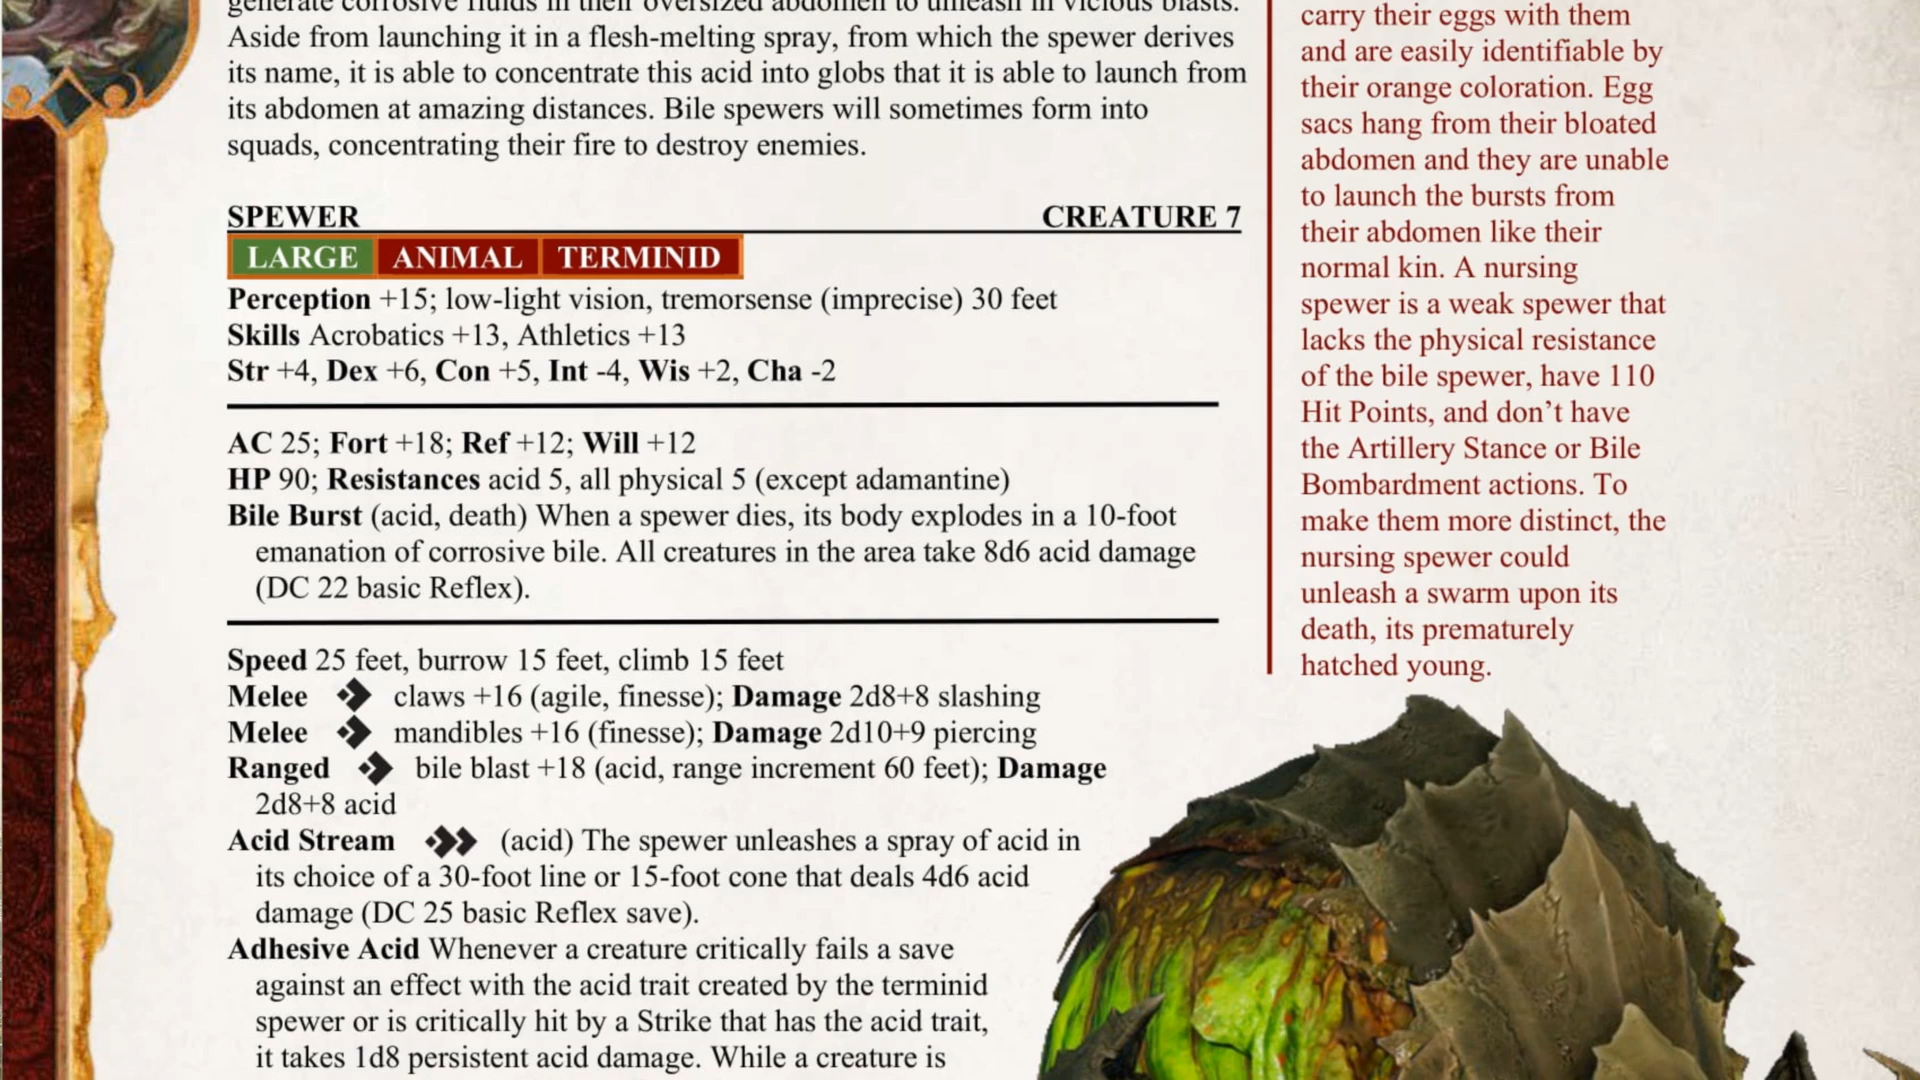 generate corrosive fluids in their oversized abdomen to unleash in vicious blasts.
Aside from launching it in a flesh-melting spray, from which the spewer derives
its name, it is able to concentrate this acid into globs that it is able to launch from
its abdomen at amazing distances. Bile spewers will sometimes form into
squads, concentrating their fire to destroy enemies.
SPEWER CREATURE 7
LARGE ANIMAL TERMINID
Perception +15; low-light vision, tremorsense (imprecise) 30 feet
Skills Acrobatics +13, Athletics +13
Str +4, Dex +6, Con +5, Int -4, Wis +2, Cha -2
AC 25; Fort +18; Ref +12; Will +12
HP 90; Resistances acid 5, all physical 5 (except adamantine)
Bile Burst (acid, death) When a spewer dies, its body explodes in a 10-foot
emanation of corrosive bile. All creatures in the area take 8d6 acid damage
(DC 22 basic Reflex).
Speed 25 feet, burrow 15 feet, climb 15 feet
Melee claws +16 (agile, finesse); Damage 2d8+8 slashing
Melee mandibles +16 (finesse); Damage 2d10+9 piercing
Ranged bile blast +18 (acid, range increment 60 feet); Damage
2d8+8 acid
Acid Stream (acid) The spewer unleashes a spray of acid in
its choice of a 30-foot line or 15-foot cone that deals 4d6 acid
damage (DC 25 basic Reflex save).
Adhesive Acid Whenever a creature critically fails a save
against an effect with the acid trait created by the terminid
spewer or is critically hit by a Strike that has the acid trait,
it takes 1d8 persistent acid damage. While a creature is
carry their eggs with them
and are easily identifiable by
their orange coloration. Egg
sacs hang from their bloated
abdomen and they are unable
to launch the bursts from
their abdomen like their
normal kin. A nursing
spewer is a weak spewer that
lacks the physical resistance
of the bile spewer, have 110
Hit Points, and don't have
the Artillery Stance or Bile
Bombardment actions. To
make them more distinct, the
nursing spewer could
unleash a swarm upon its
death, its prematurely
hatched young.